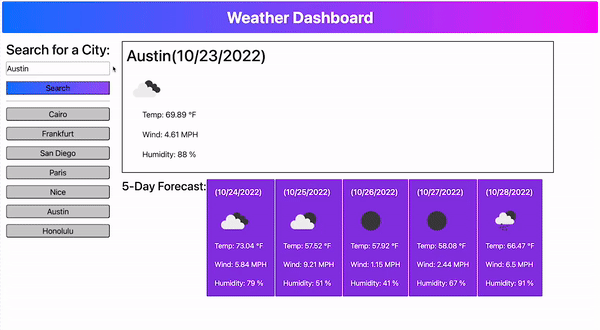 Weather Dashboard
Search for a City:
Austin
Search
Cairo
Frankfurt
San Diego
Paris
Nice
Austin
Honolulu
Austin(10/23/2022)
Temp: 69.89 °F
Wind: 4.61 MPH
Humidity: 88 %
5-Day Forecast:
(10/24/2022)
Temp: 73.04 °F
Wind: 5.84 MPH
Humidity: 79 %
(10/25/2022)
Temp: 57.52 °F
Wind: 9.21 MPH
Humidity: 51 %
(10/26/2022)
Temp: 57.92 °F
Wind: 1.15 MPH
Humidity: 41 %
(10/27/2022)
Temp: 58.08 °F
Wind: 2.44 MPH
Humidity: 67 %
(10/28/2022)
Temp: 66.47 °F
Wind: 6.5 MPH
Humidity: 91 %